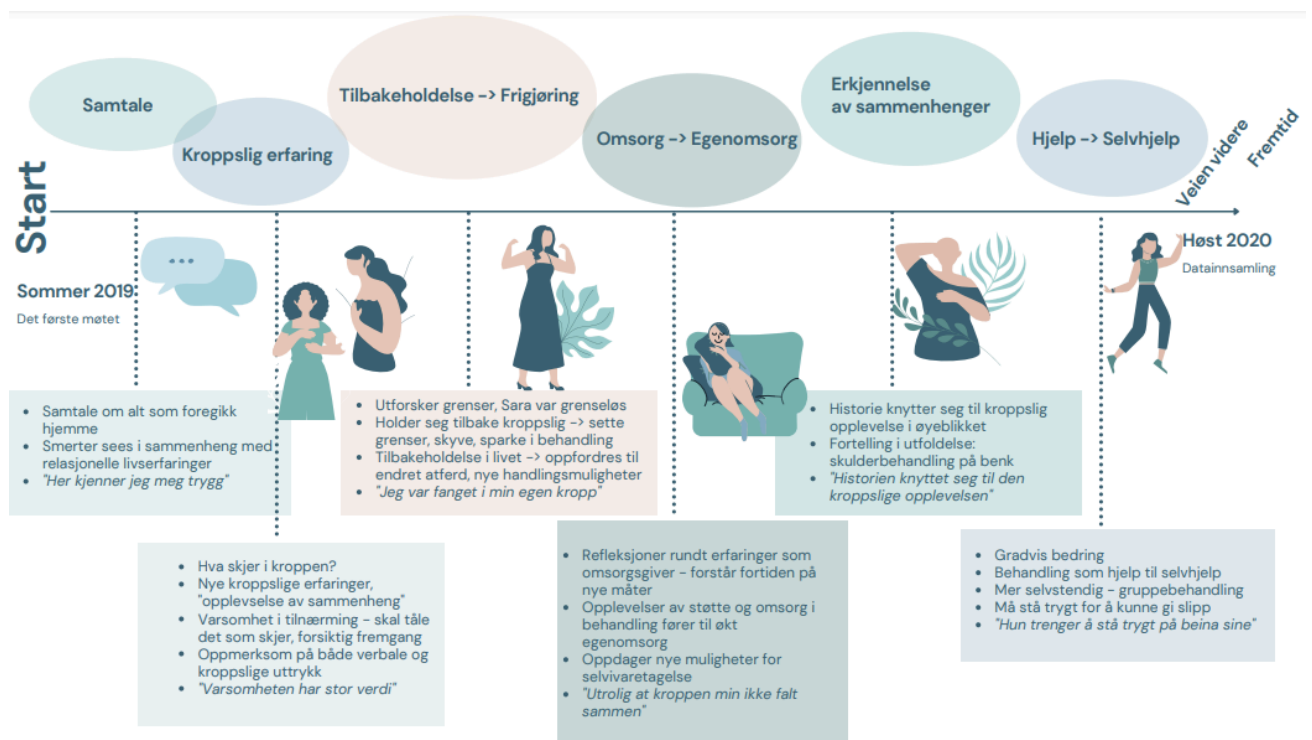 Samtale
Kroppslig erfaring
Tilbakeholdelse -> Frigjøring
Omsorg -> Egenomsorg
Erkjennelse
av sammenhenger
Hjelp -> Selvhjelp
Veien videre
Fremtid
Start
Sommer 2019
Det første møtet
Høst 2020
Datainnsamling
• Samtale om alt som foregikk
hjemme
• Smerter sees i sammenheng med
relasjonelle livserfaringer
• "Her kjenner jeg meg trygg"
• Hva skjer i kroppen?
• Nye kroppslige erfaringer,
"opplevselse av sammenheng"
• Varsomhet i tilnærming - skal tåle
det som skjer, forsiktig fremgang
• Oppmerksom på både verbale og
kroppslige uttrykk
• "Varsomheten har stor verdi"
• Utforsker grenser, Sara var grenseløs
• Holder seg tilbake kroppslig -> sette
grenser, skyve, sparke i behandling
• Tilbakeholdelse i livet -> oppfordres til
endret atferd, nye handlingsmuligheter
• "Jeg var fanget i min egen kropp"
• Refleksjoner rundt erfaringer som
omsorgsgiver - forstår fortiden på
nye måter
• Opplevelser av støtte og omsorg i
behandling fører til økt
egenomsorg
• Oppdager nye muligheter for
selvivaretagelse
• "Utrolig at kroppen min ikke falt
sammen"
• Historie knytter seg til kroppslig
opplevelse i øyeblikket
• Fortelling i utfoldelse:
skulderbehandling på benk
• "Historien knyttet seg til den
kroppslige opplevelsen"
• Gradvis bedring
• Behandling som hjelp til selvhjelp
• Mer selvstendig - gruppebehandling
• Må stå trygt for å kunne gi slipp
• "Hun trenger å stå trygt på beina sine"